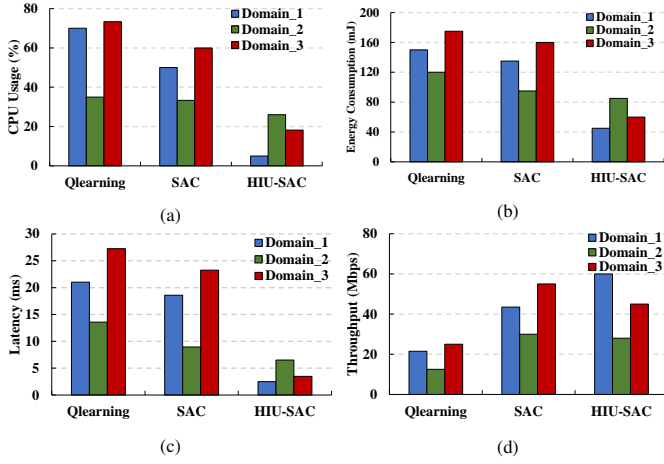 CPU Usage (%)
80
60
40
20
0
Domain_1
Domain_2
Domain_3
Qlearning SAC HIU-SAC
(a)
Energy Consumption (mJ)
200
160
120
80
40
0
Domain_1
Domain_2
Domain_3
Qlearning SAC HIU-SAC
(b)
Latency (ms)
30
25
20
15
10
5
0
Domain_1
Domain_2
Domain_3
Qlearning SAC HIU-SAC
(c)
Throughput (Mbps)
80
60
40
20
0
Domain_1
Domain_2
Domain_3
Qlearning SAC HIU-SAC
(d)